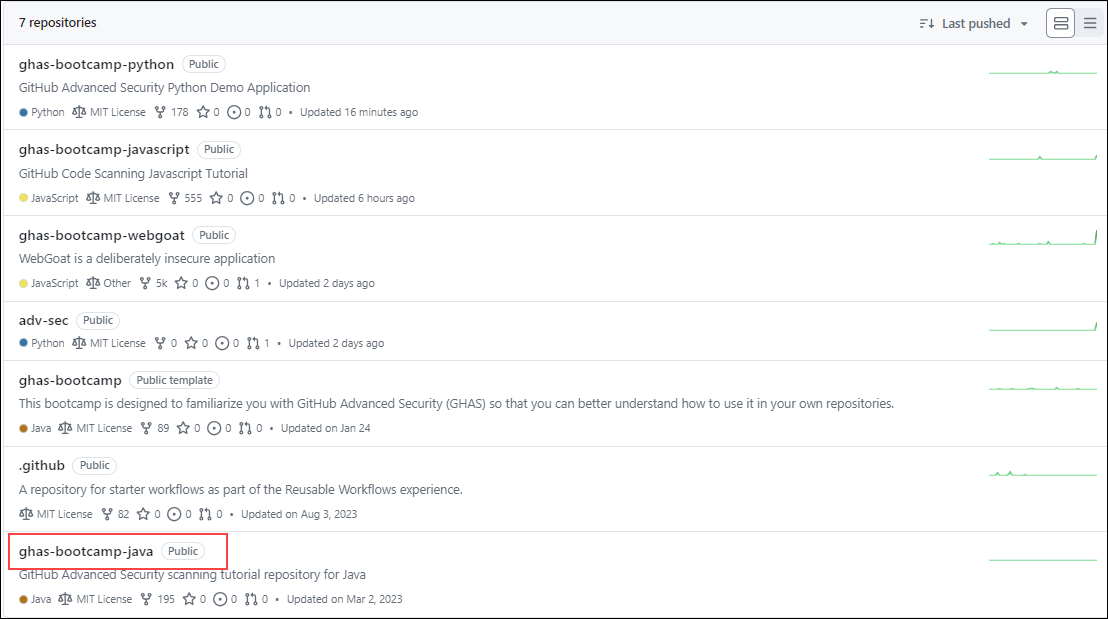 7 repositories
Last pushed
ghas-bootcamp-python Public
GitHub Advanced Security Python Demo Application
Python MIT License 178 0 0 0 • Updated 16 minutes ago
ghas-bootcamp-javascript Public
GitHub Code Scanning Javascript Tutorial
JavaScript MIT License 555 0 0 0 • Updated 6 hours ago
ghas-bootcamp-webgoat Public
WebGoat is a deliberately insecure application
JavaScript Other 5k 0 0 1 • Updated 2 days ago
adv-sec Public
Python MIT License 0 0 0 1 • Updated 2 days ago
ghas-bootcamp Public template
This bootcamp is designed to familiarize you with GitHub Advanced Security (GHAS) so that you can better understand how to use it in your own repositories.
Java MIT License 89 0 0 0 • Updated on Jan 24
.github Public
A repository for starter workflows as part of the Reusable Workflows experience.
MIT License 82 0 0 0 • Updated on Aug 3, 2023
ghas-bootcamp-java Public
GitHub Advanced Security scanning tutorial repository for Java
Java MIT License 195 0 0 0 • Updated on Mar 2, 2023